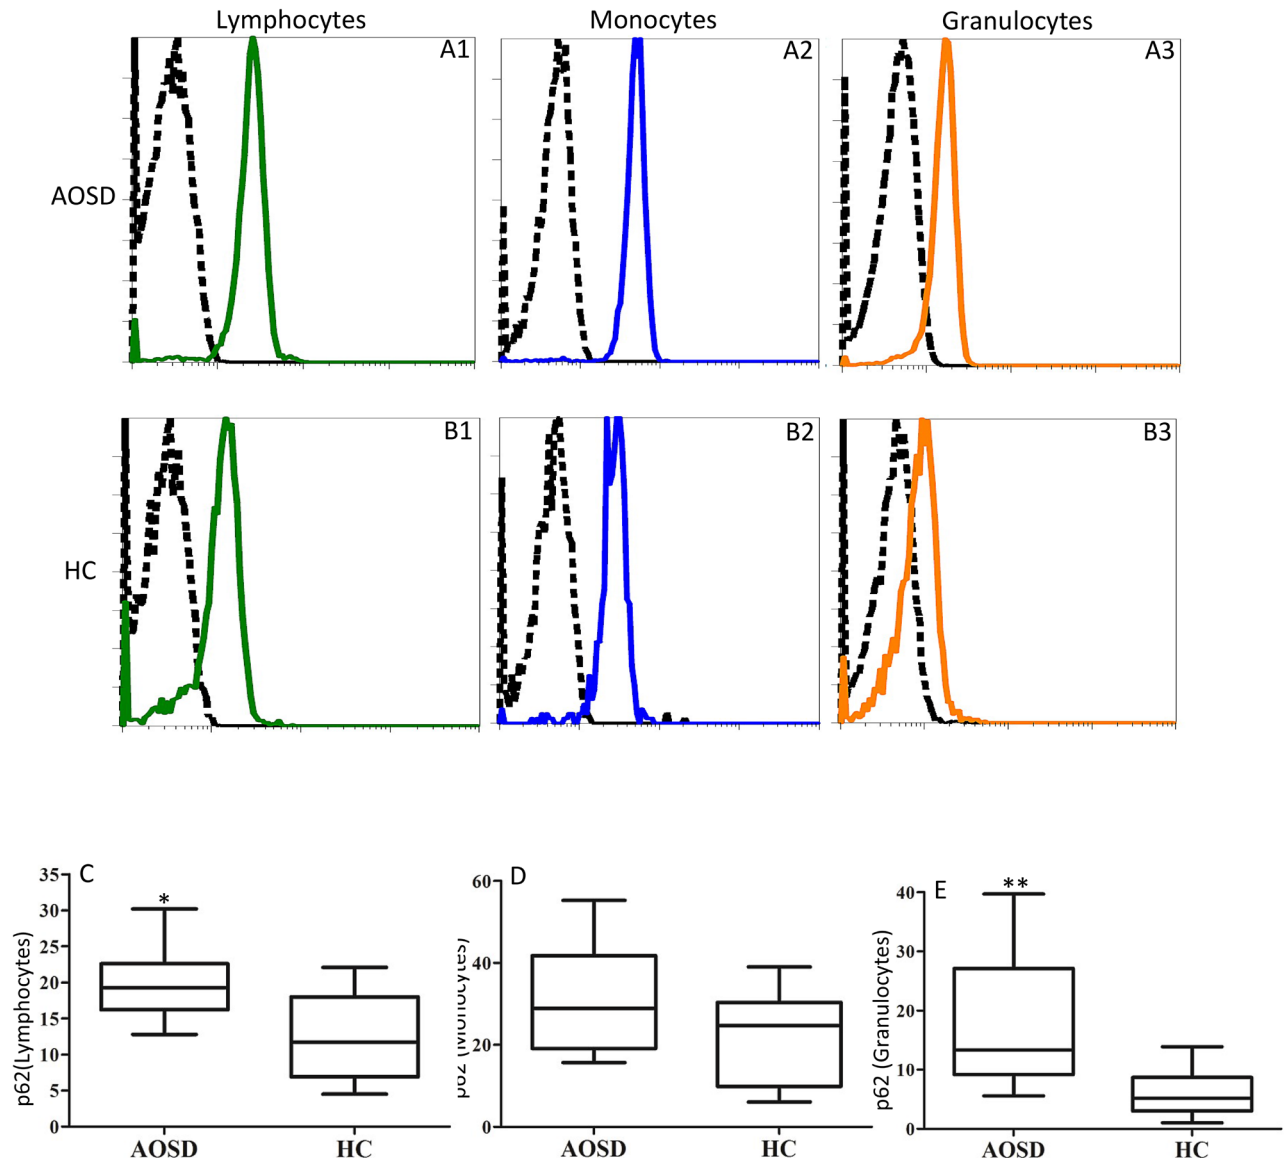 Lymphocytes Monocytes Granulocytes
A1 A2 A3
AOSD
B1 B2 B3
HC
C D E
* **
p62(Lymphocytes)
35
30
25
20
15
10
5
0
AOSD HC
p62 (Monocytes)
60
40
20
0
AOSD HC
p62 (Granulocytes)
40
30
20
10
0
AOSD HC